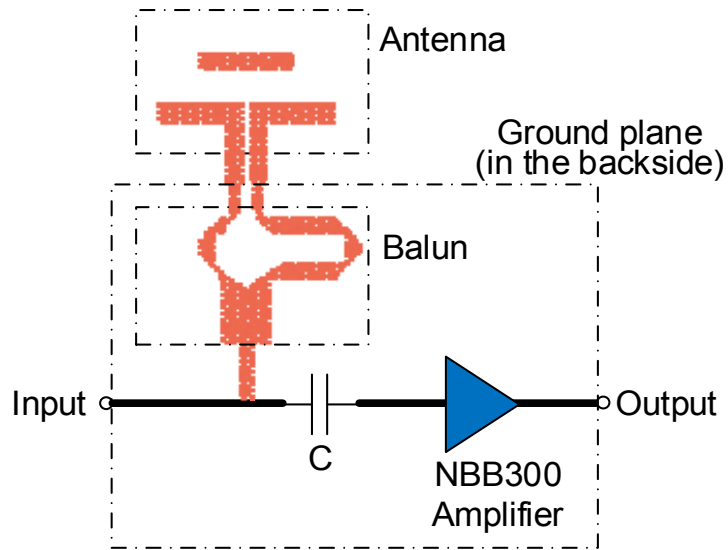 Antenna
Ground plane
(in the backside)
Balun
Input
Output
C
NBB300
Amplifier